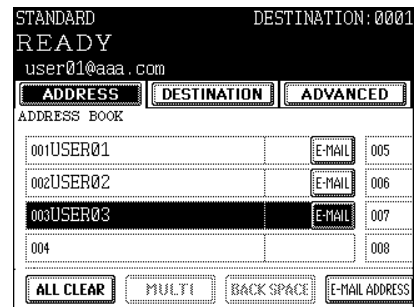 STANDARD DESTINATION:0001
READY
user01@aaa.com
ADDRESS DESTINATION ADVANCED
ADDRESS BOOK
001USER01 E-MAIL 005
002USER02 E-MAIL 006
003USER03 E-MAIL 007
004 008
ALL CLEAR MULTI BACK SPACE E-MAIL ADDRESS